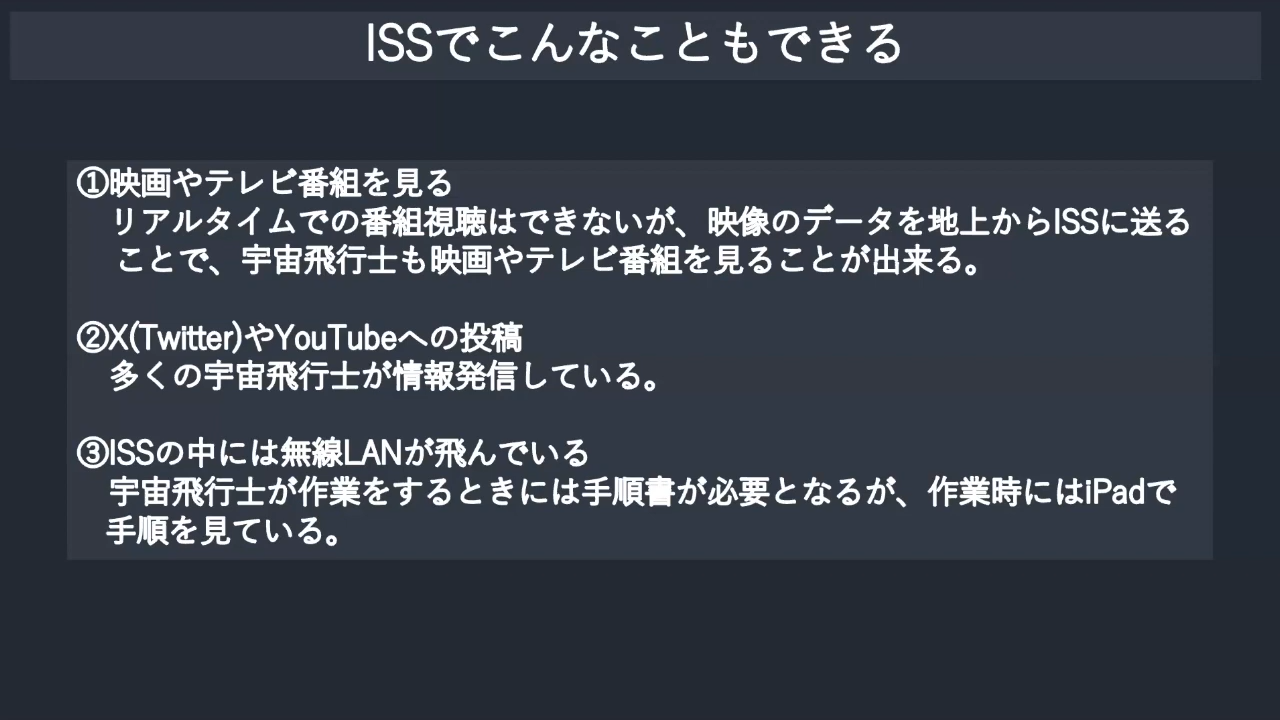 ISSでこんなこともできる
①映画やテレビ番組を見る
リアルタイムでの番組視聴はできないが、映像のデータを地上からISSに送る
ことで、宇宙飛行士も映画やテレビ番組を見ることが出来る。
②X(Twitter)やYouTubeへの投稿
多くの宇宙飛行士が情報発信している。
③ISSの中には無線LANが飛んでいる
宇宙飛行士が作業をするときには手順書が必要となるが、作業時にはiPadで
手順を見ている。